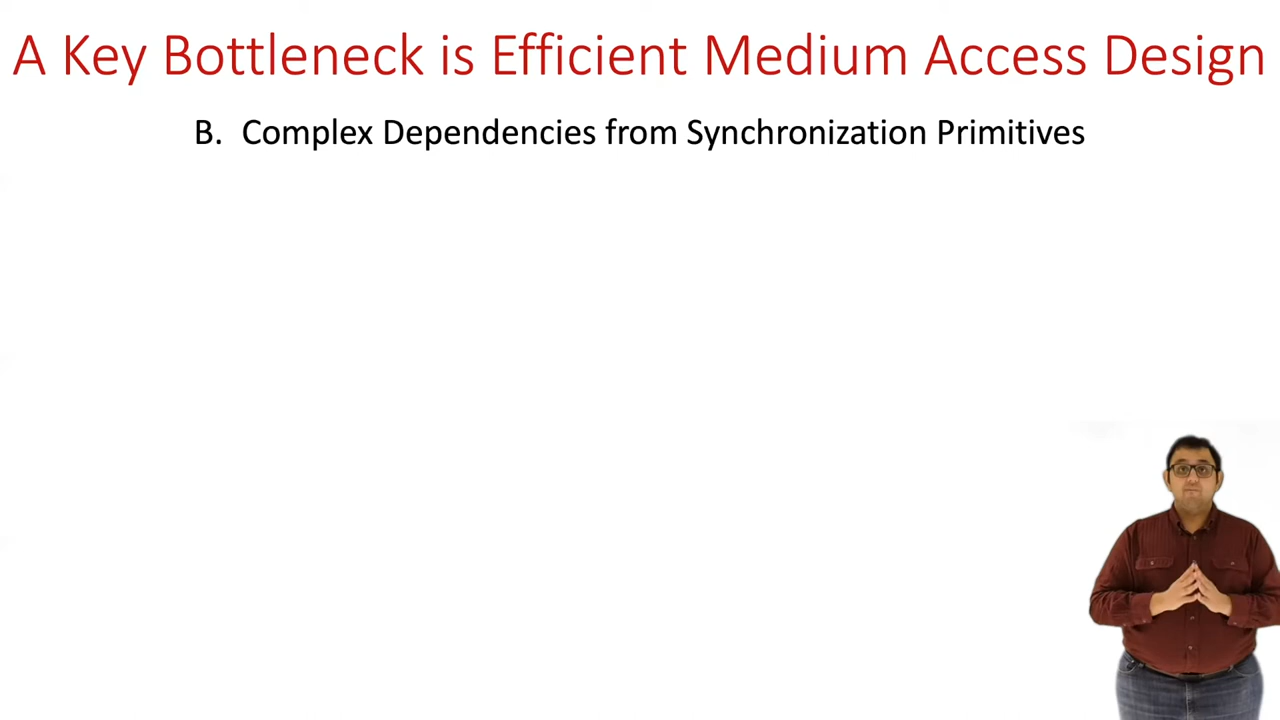 A Key Bottleneck is Efficient Medium Access Design
B. Complex Dependencies from Synchronization Primitives